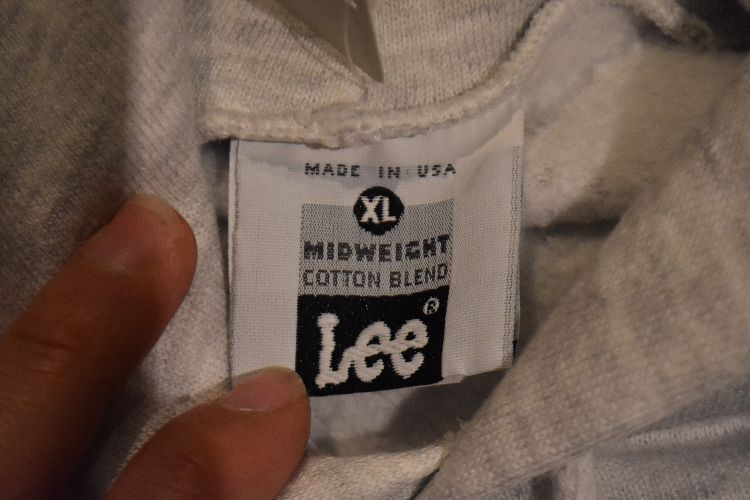 MADE IN USA
XL
MIDWEIGHT
COTTON BLEND
Lee®